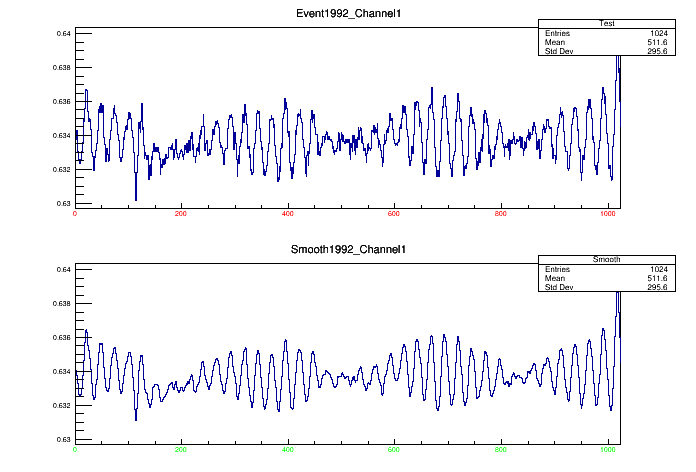 Event1992_Channel1
Test
Entries 1024
Mean 511.6
Std Dev 295.6
0.64
0.638
0.636
0.634
0.632
0.63
0 200 400 600 800 1000
Smooth1992_Channel1
Smooth
Entries 1024
Mean 511.6
Std Dev 295.6
0.64
0.638
0.636
0.634
0.632
0.63
0 200 400 600 800 1000